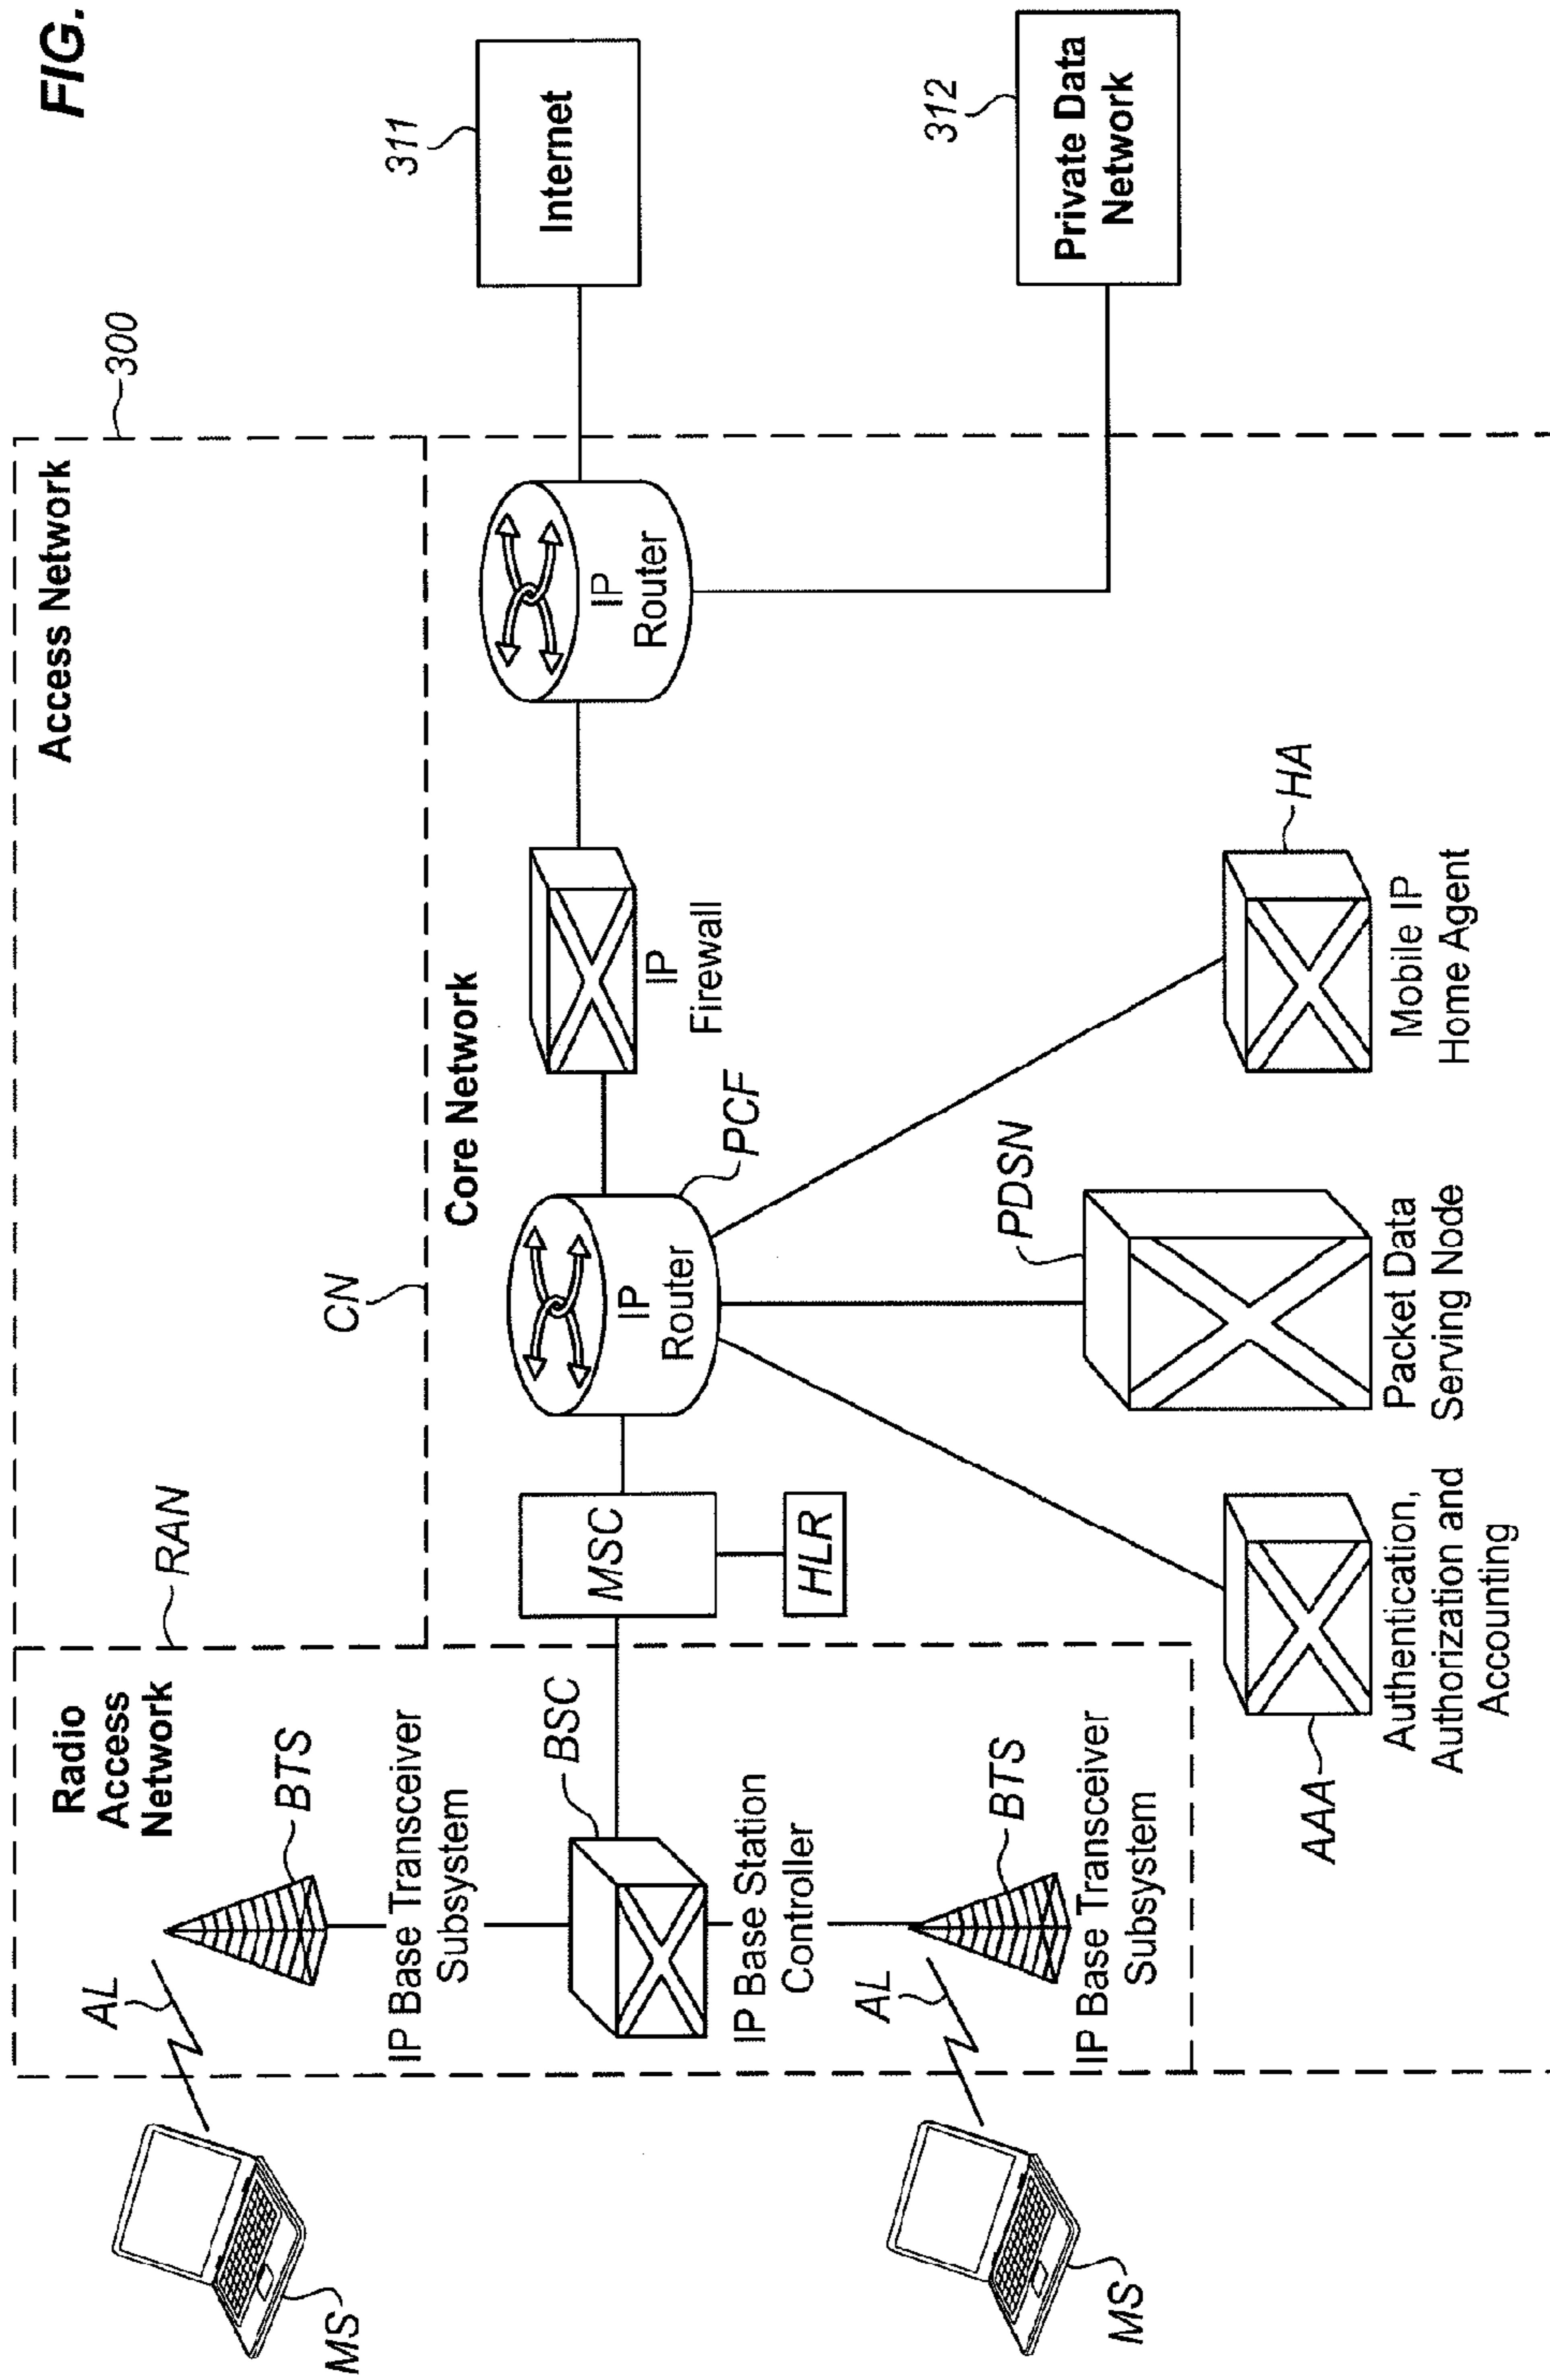 FIG.
Access Network
300
Radio
Access
Network
RAN
CN
Core Network
AL
BTS
MS
IP Base Transceiver
Subsystem
BSC
IP Base Station
Controller
AL
BTS
MS
IP Base Transceiver
Subsystem
MSC
HLR
IP
Router
PCF
IP
Firewall
IP
Router
Internet
311
Private Data
Network
312
AAA
Authentication,
Authorization and
Accounting
PDSN
Packet Data
Serving Node
HA
Mobile IP
Home Agent